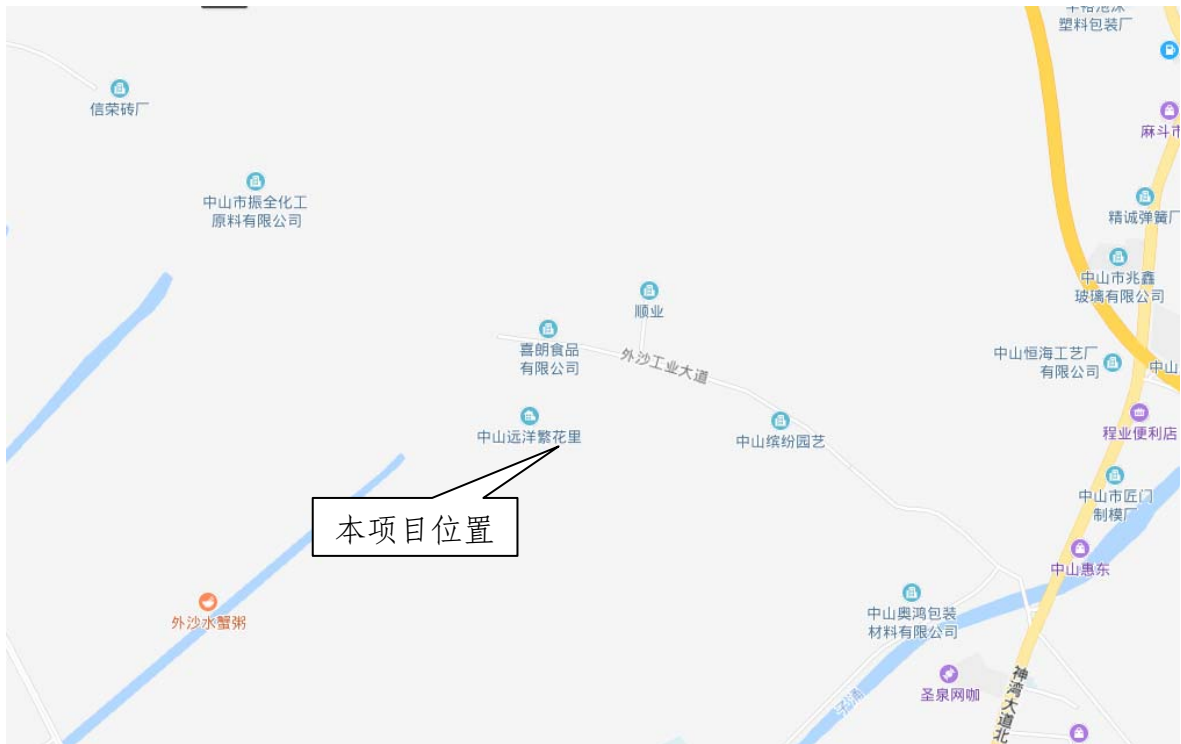 塑料包装厂
信荣砖厂
麻斗市
中山市振全化工
原料有限公司
精诚弹簧厂
中山市兆鑫
玻璃有限公司
顺业
喜朗食品
有限公司
外沙工业大道
中山恒海工艺厂
有限公司
中山
中山远洋繁花里
中山缤纷园艺
程业便利店
本项目位置
中山市匠门
制模厂
中山惠东
外沙水蟹粥
中山奥鸿包装
材料有限公司
圣泉网咖
神湾大道北